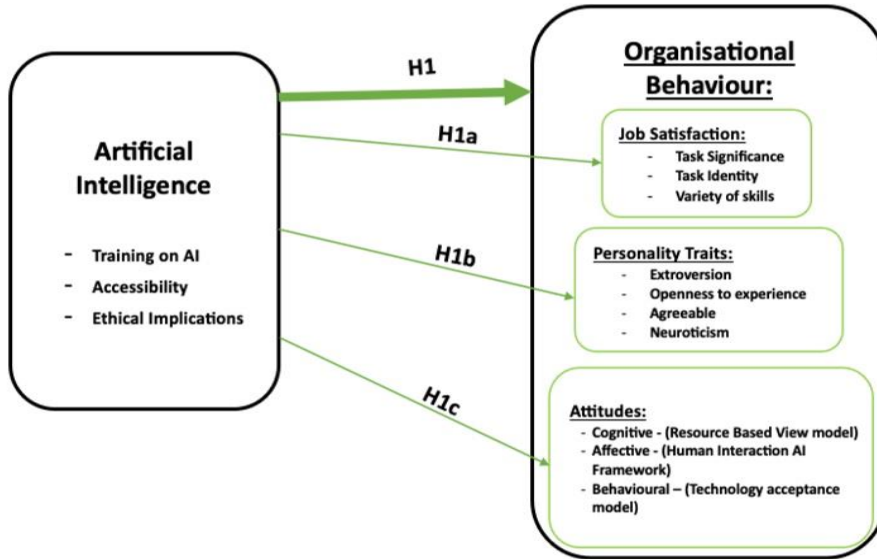 Artificial
Intelligence
- Training on AI
- Accessibility
- Ethical Implications
H1
H1a
H1b
H1c
Organisational
Behaviour:
Job Satisfaction:
- Task Significance
- Task Identity
- Variety of skills
Personality Traits:
- Extroversion
- Openness to experience
- Agreeable
- Neuroticism
Attitudes:
- Cognitive - (Resource Based View model)
- Affective - (Human Interaction AI
Framework)
- Behavioural – (Technology acceptance
model)